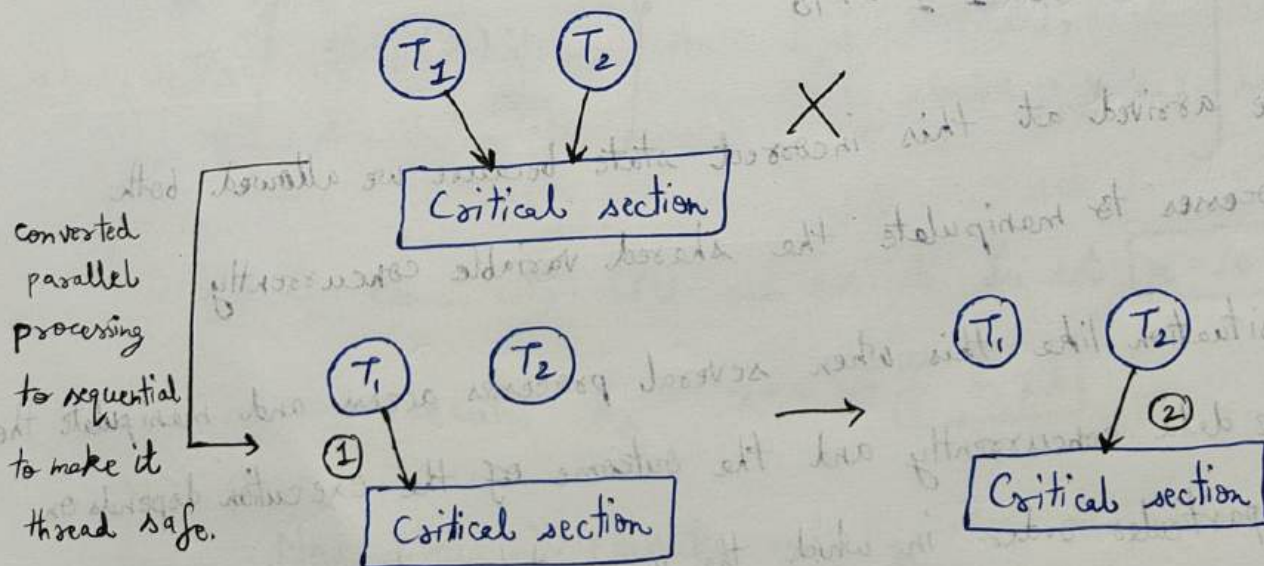 T1 T2
X
Critical section
converted
parallel
processing
to sequential
to make it
thread safe.
T1 T2
①
Critical section
→
T1 T2
②
Critical section